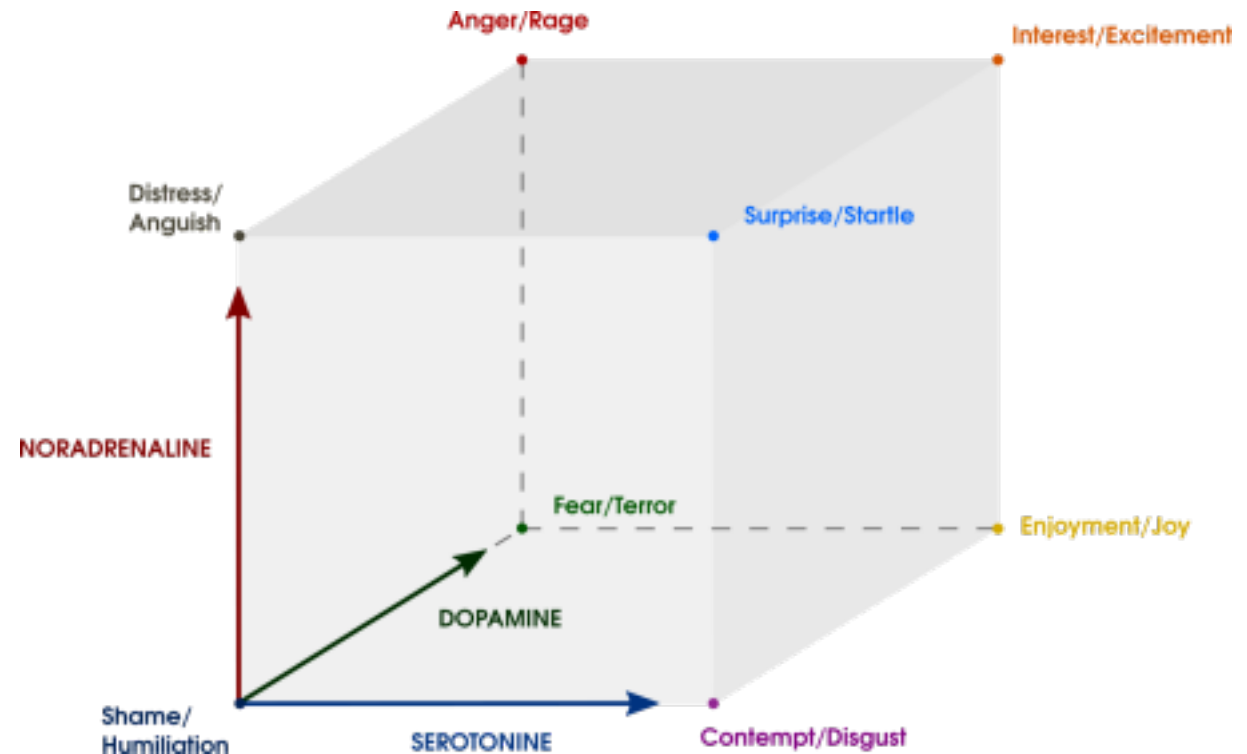 Anger/Rage
Interest/Excitement
Distress/
Anguish
Surprise/Startle
NORADRENALINE
Fear/Terror
Enjoyment/Joy
DOPAMINE
Shame/
Humiliation
SEROTONINE
Contempt/Disgust